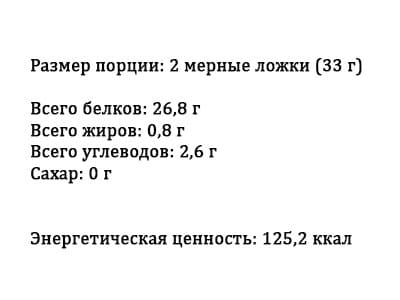 Размер порции: 2 мерные ложки (33 г)
Всего белков: 26,8 г
Всего жиров: 0,8 г
Всего углеводов: 2,6 г
Сахар: 0 г
Энергетическая ценность: 125,2 ккал